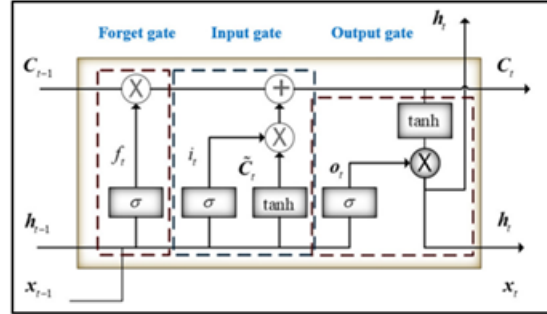 h_t
Forget gate Input gate Output gate
C_{t-1} × + C_t
tanh
f_t i_t × C̃_t o_t ×
σ σ tanh σ
h_{t-1} h_t
x_{t-1} x_t